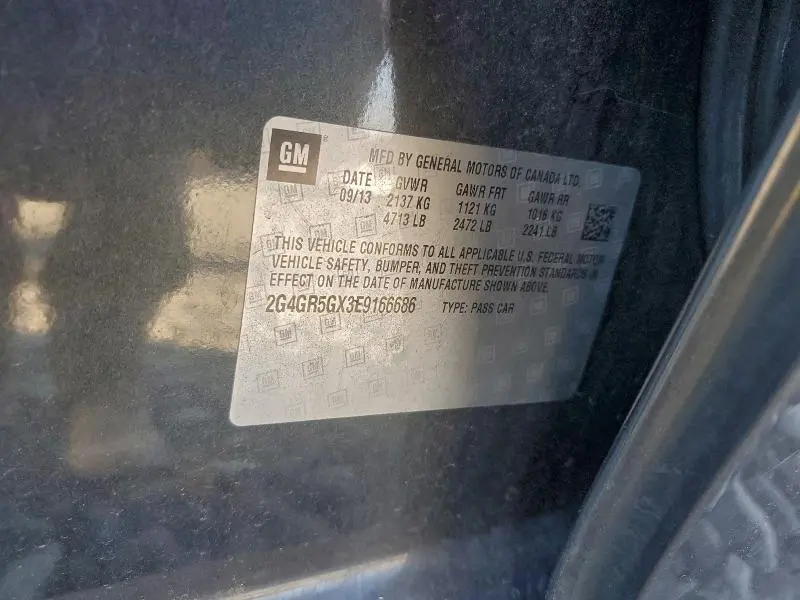 GM
MFD BY GENERAL MOTORS OF CANADA LTD
DATE GVWR GAWR FRT GAWR RR
09/13 2137 KG 1121 KG 1016 KG
4713 LB 2472 LB 2241 LB
THIS VEHICLE CONFORMS TO ALL APPLICABLE U.S. FEDERAL MOTOR
VEHICLE SAFETY, BUMPER, AND THEFT PREVENTION STANDARDS IN
EFFECT ON THE DATE OF MANUFACTURE SHOWN ABOVE.
2G4GR5GX3E9166686 TYPE: PASS CAR